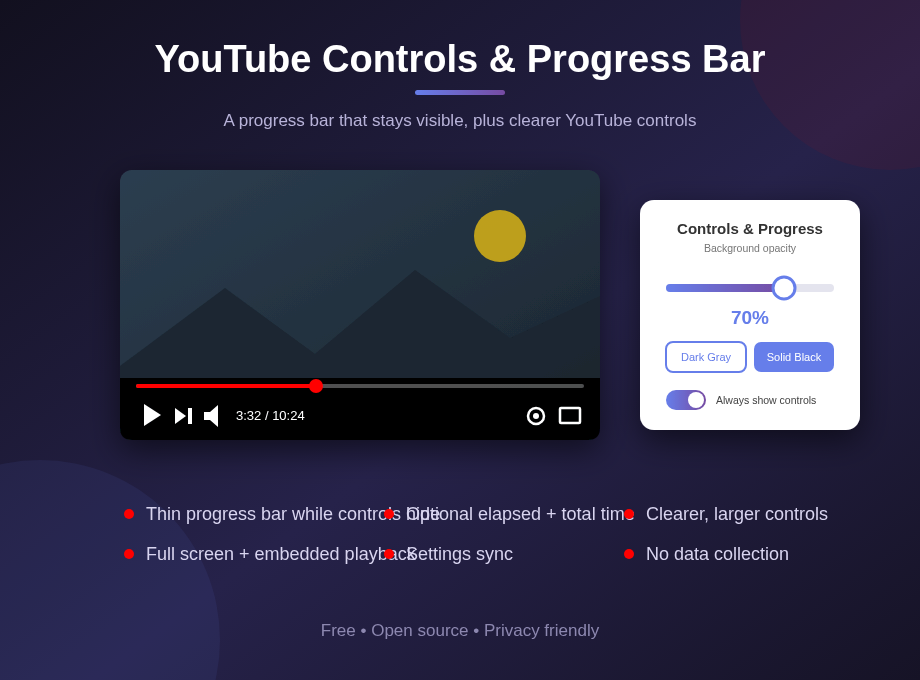 YouTube Controls & Progress Bar
A progress bar that stays visible, plus clearer YouTube controls
Controls & Progress
Background opacity
70%
Dark Gray Solid Black
Always show controls
3:32 / 10:24
Thin progress bar while controls hide Optional elapsed + total time Clearer, larger controls
Full screen + embedded playback Settings sync No data collection
Free • Open source • Privacy friendly